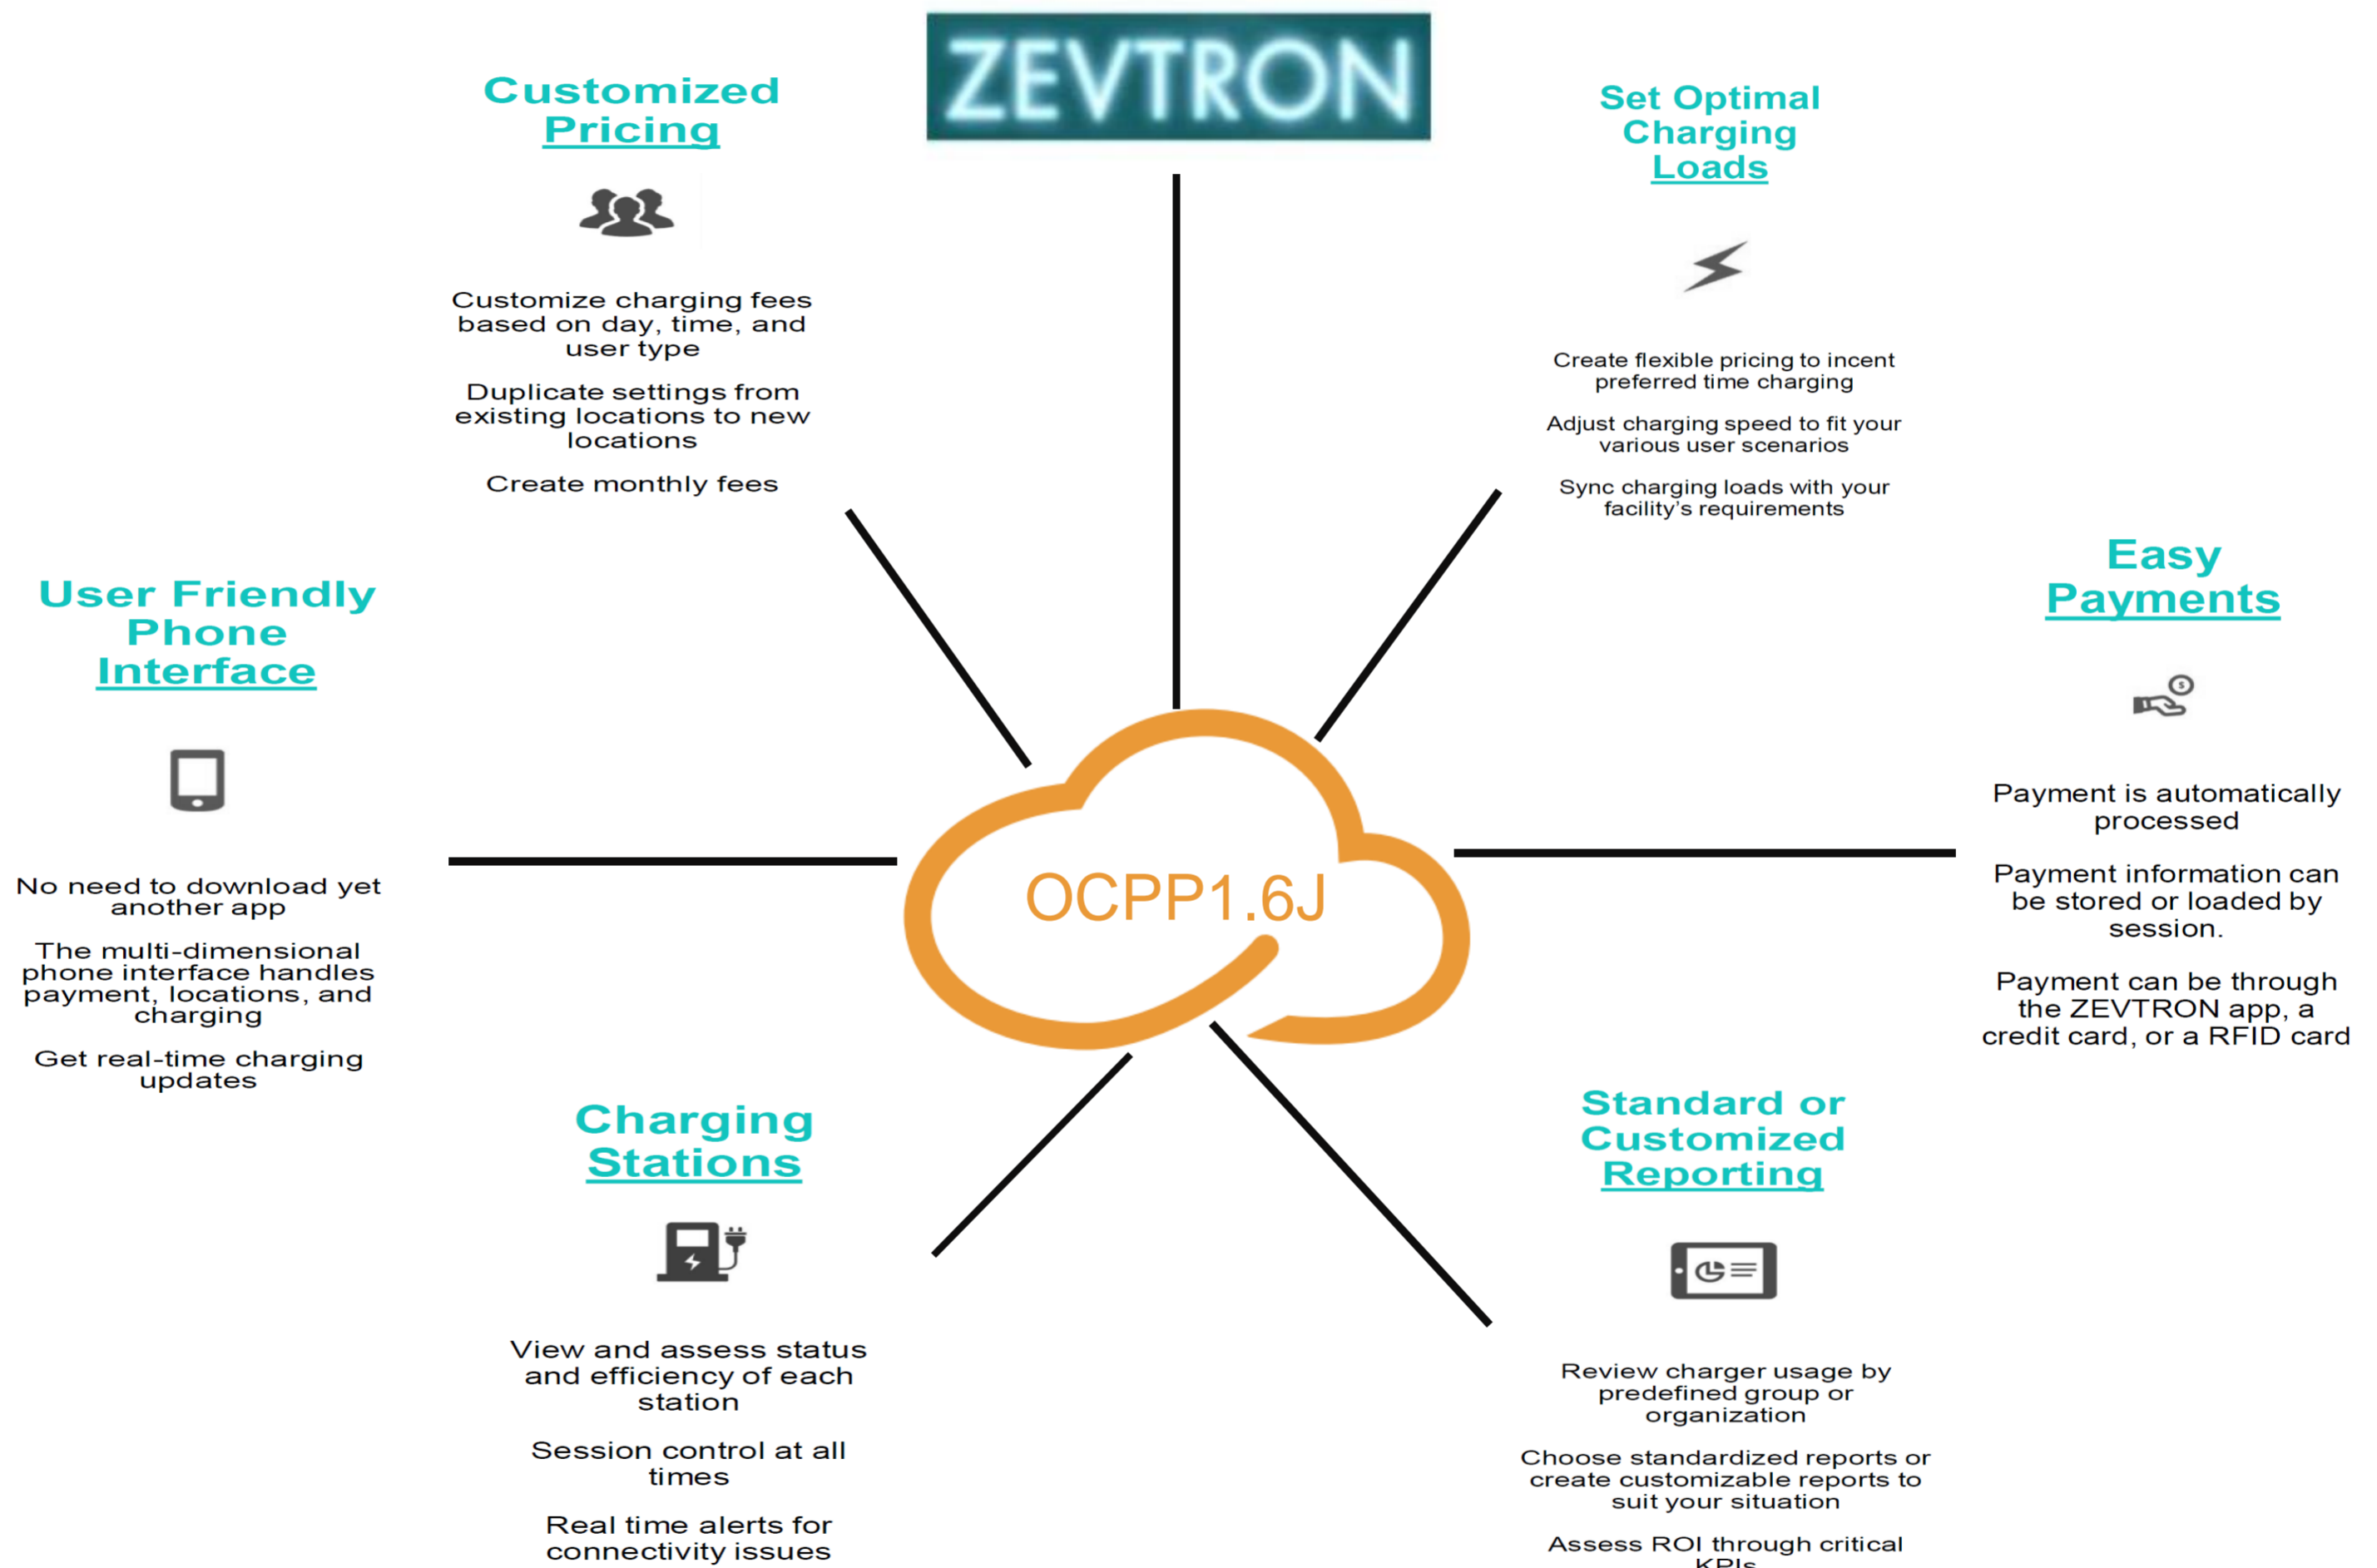 ZEVTRON
Customized
Pricing
Customize charging fees
based on day, time, and
user type
Duplicate settings from
existing locations to new
locations
Create monthly fees
Set Optimal
Charging
Loads
Create flexible pricing to incent
preferred time charging
Adjust charging speed to fit your
various user scenarios
Sync charging loads with your
facility’s requirements
User Friendly
Phone
Interface
No need to download yet
another app
The multi-dimensional
phone interface handles
payment, locations, and
charging
Get real-time charging
updates
OCPP1.6J
Easy
Payments
$
Payment is automatically
processed
Payment information can
be stored or loaded by
session.
Payment can be through
the ZEVTRON app, a
credit card, or a RFID card
Charging
Stations
View and assess status
and efficiency of each
station
Session control at all
times
Real time alerts for
connectivity issues
Standard or
Customized
Reporting
Review charger usage by
predefined group or
organization
Choose standardized reports or
create customizable reports to
suit your situation
Assess ROI through critical
KPIs